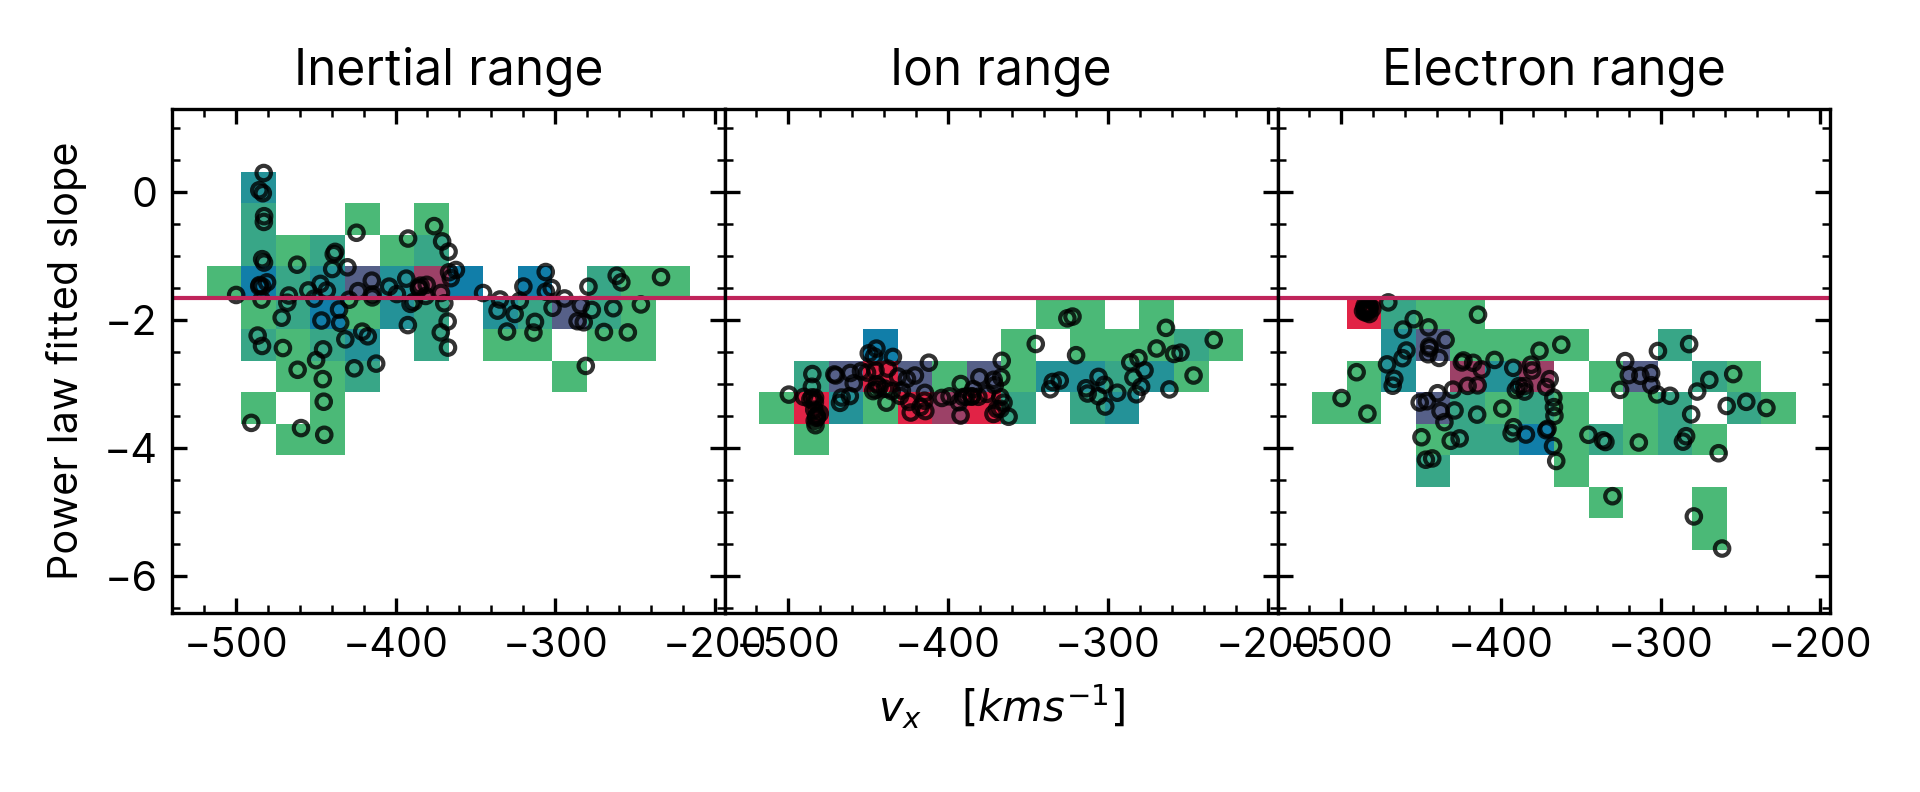 Inertial range
Ion range
Electron range
Power law fitted slope
0
−2
−4
−6
−500 −400 −300 −200
−500 −400 −300 −200
−500 −400 −300 −200
v_x [kms⁻¹]